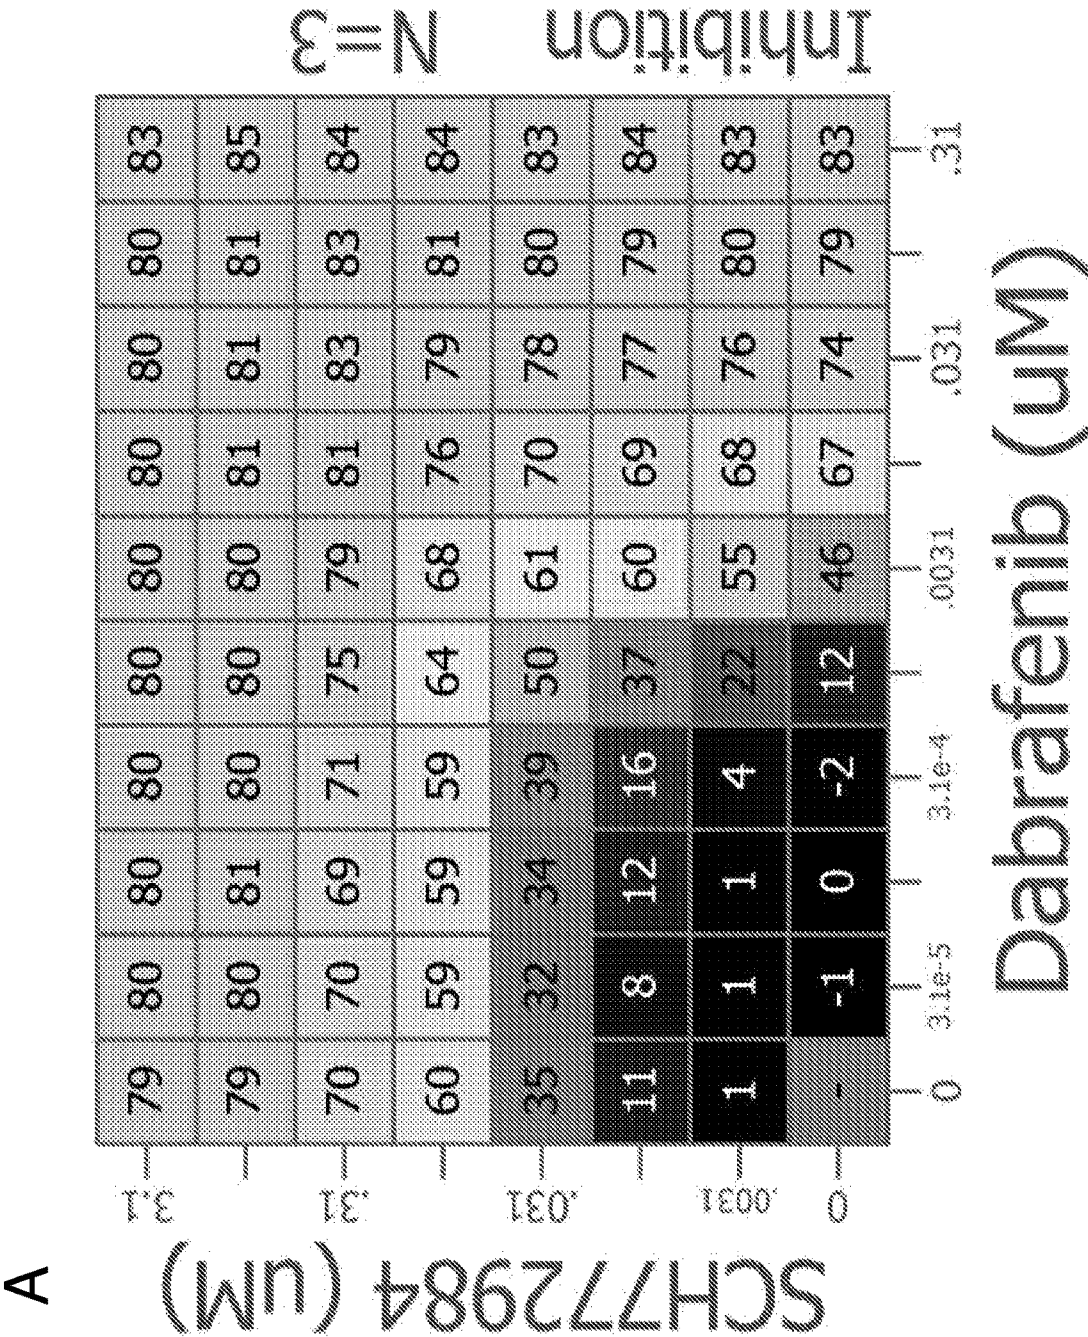 A
Inhibition N=3
SCH772984 (uM)
3.1 79 80 80 80 80 80 80 80 80 83
79 80 81 80 80 80 81 81 81 85
.31 70 70 69 71 75 79 81 83 83 84
60 59 59 59 64 68 76 79 81 84
.031 35 32 34 39 50 61 70 78 80 83
11 8 12 16 37 60 69 77 79 84
.0031 1 1 1 4 22 55 68 76 80 83
0 - -1 0 -2 12 46 67 74 79 83
0 3.1e-5 3.1e-4 .0031 .031 .31
Dabrafenib (uM)